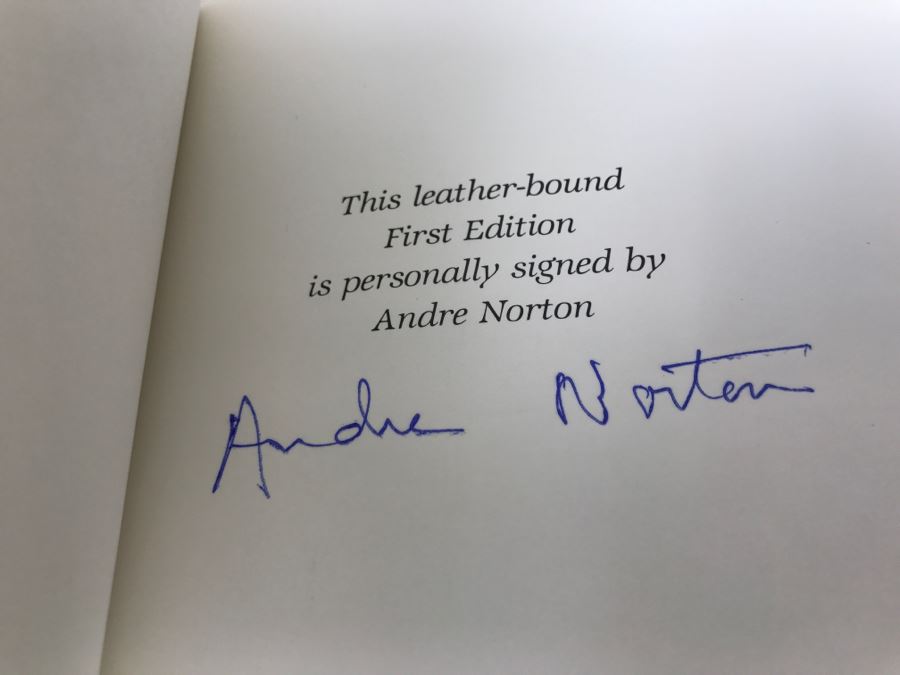 This leather-bound
First Edition
is personally signed by
Andre Norton
Andre Norton